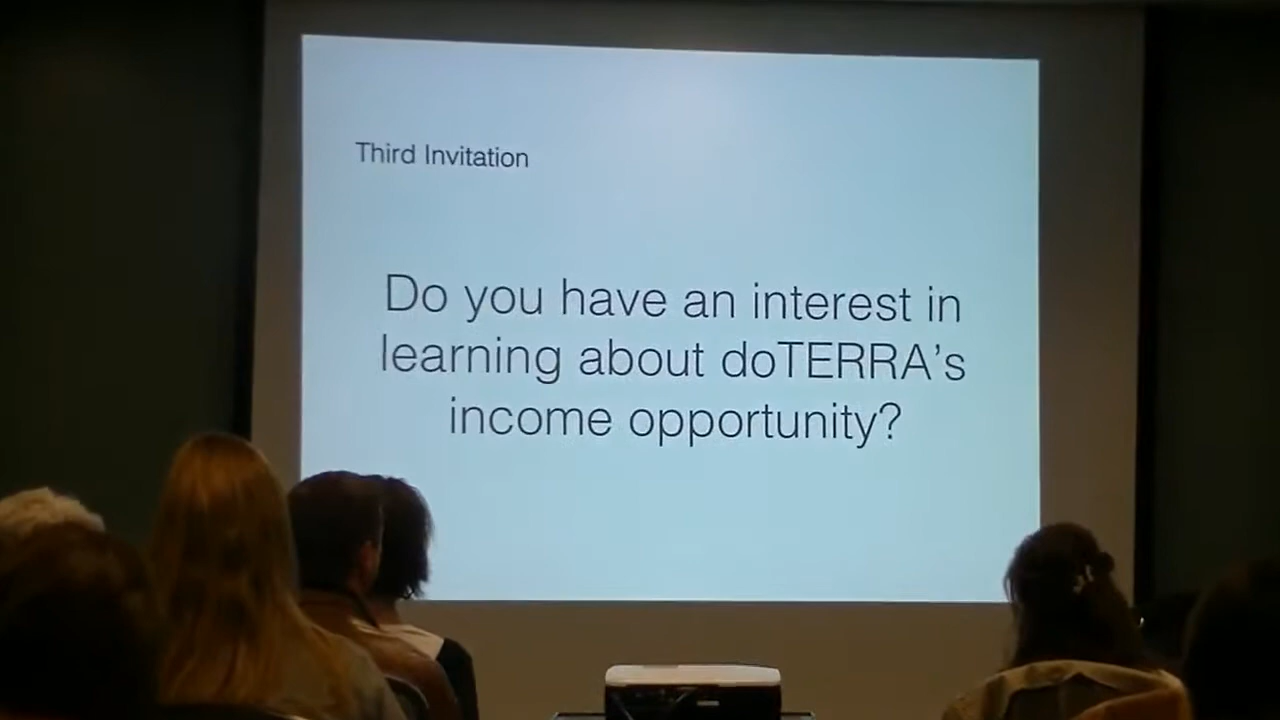 Third Invitation
Do you have an interest in
learning about doTERRA’s
income opportunity?